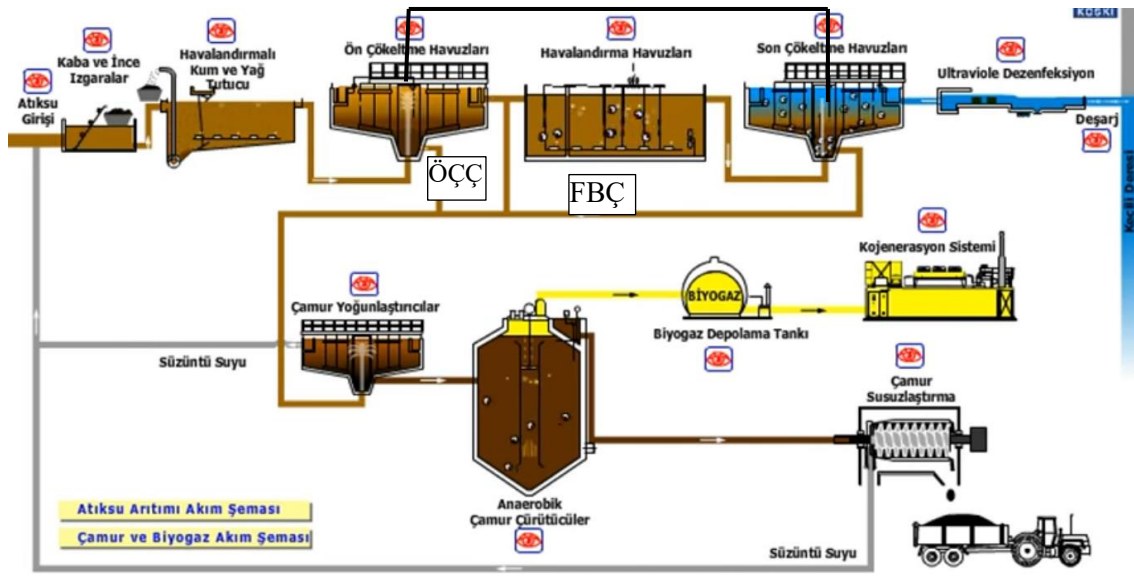 KOSKİ
Kaba ve İnce
Izgaralar
Havalandırmalı
Kum ve Yağ
Tutucu
Ön Çökeltme Havuzları
Havalandırma Havuzları
Son Çökeltme Havuzları
Ultraviole Dezenfeksiyon
Atıksu
Girişi
Deşarj
ÖÇÇ
FBÇ
Keçili Deresi
Kojenerasyon Sistemi
Çamur Yoğunlaştırıcılar
BİYOGAZ
Biyogaz Depolama Tankı
Süzüntü Suyu
Çamur
Susuzlaştırma
Anaerobik
Çamur Çürütücüler
Atıksu Arıtımı Akım Şeması
Çamur ve Biyogaz Akım Şeması
Süzüntü Suyu